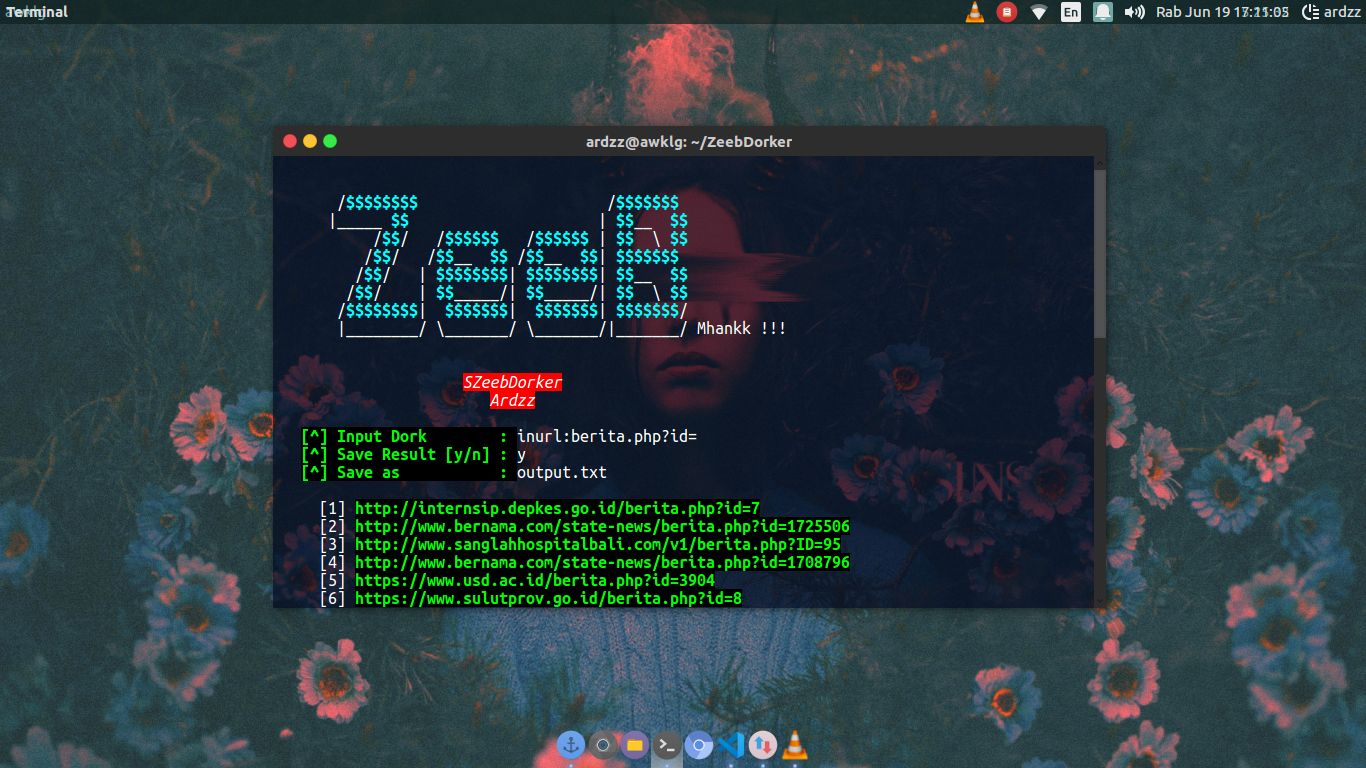 Terminal
En
Rab Jun 19 17:11:05
ardzz
ardzz@awklg: ~/ZeebDorker
/$$$$$$$$                     /$$$$$$$
|_____ $$                     | $$__  $$
/$$/   /$$$$$$   /$$$$$$ | $$  \ $$
/$$/   /$$__  $$ /$$__  $$| $$$$$$$
/$$/   | $$$$$$$$| $$$$$$$$| $$__  $$
/$$/    | $$_____/| $$_____/| $$  \ $$
/$$$$$$$$|  $$$$$$$|  $$$$$$$| $$$$$$$/
|________/ \_______/ \_______/|_______/ Mhankk !!!
SZeebDorker
Ardzz
[^] Input Dork        : inurl:berita.php?id=
[^] Save Result [y/n] : y
[^] Save as           : output.txt
[1] http://internsip.depkes.go.id/berita.php?id=7
[2] http://www.bernama.com/state-news/berita.php?id=1725506
[3] http://www.sanglahhospitalbali.com/v1/berita.php?ID=95
[4] http://www.bernama.com/state-news/berita.php?id=1708796
[5] https://www.usd.ac.id/berita.php?id=3904
[6] https://www.sulutprov.go.id/berita.php?id=8